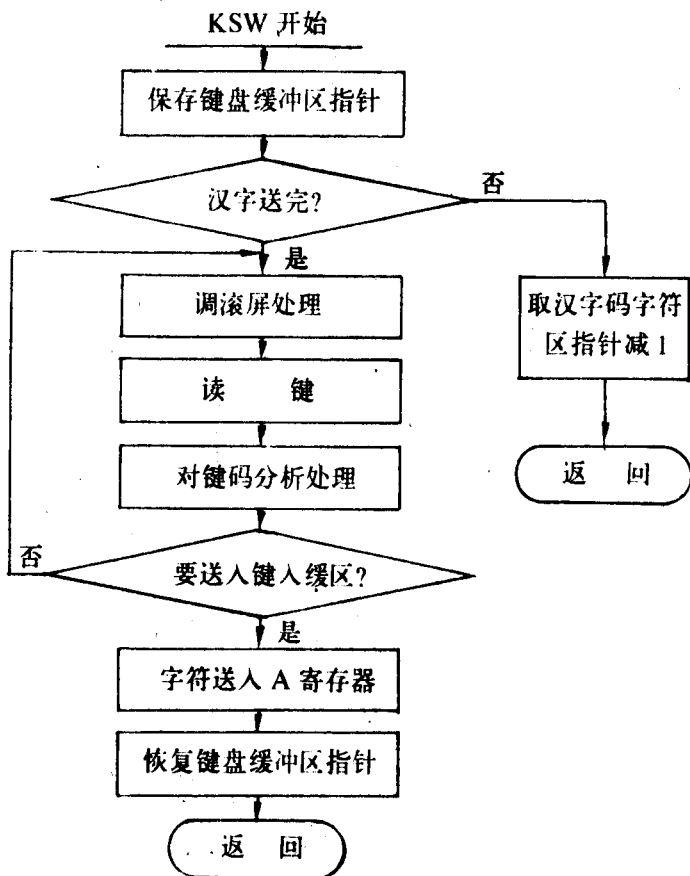 KSW 开始
保存键盘缓冲区指针
汉字送完?
否
是
调滚屏处理
取汉字码字符
区指针减1
读 键
对键码分析处理
返 回
否
要送入键入缓区?
是
字符送入 A 寄存器
恢复键盘缓冲区指针
返 回